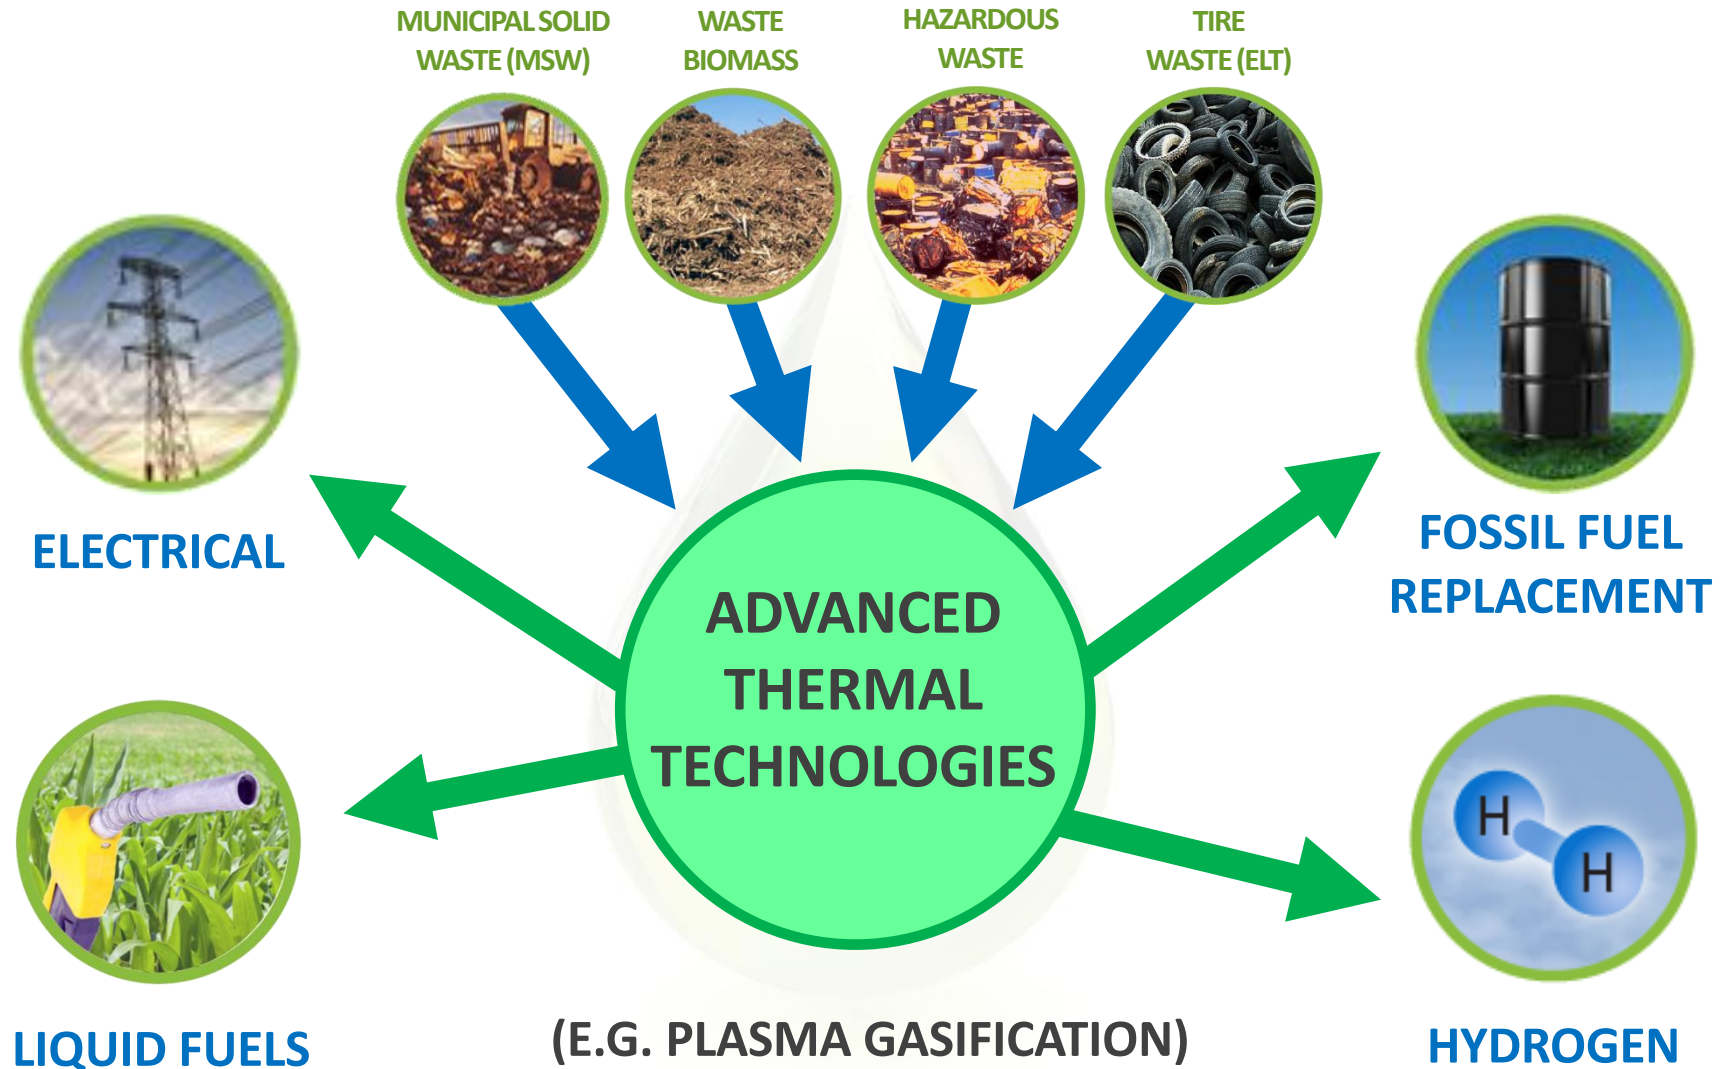 MUNICIPAL SOLID
WASTE (MSW)
WASTE
BIOMASS
HAZARDOUS
WASTE
TIRE
WASTE (ELT)
ELECTRICAL
FOSSIL FUEL
REPLACEMENT
ADVANCED
THERMAL
TECHNOLOGIES
H
H
LIQUID FUELS
(E.G. PLASMA GASIFICATION)
HYDROGEN